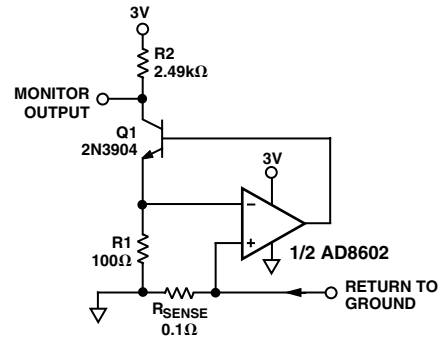 3V
R2
2.49kΩ
MONITOR
OUTPUT
Q1
2N3904
3V
−
+
1/2 AD8602
R1
100Ω
RETURN TO
GROUND
RSENSE
0.1Ω